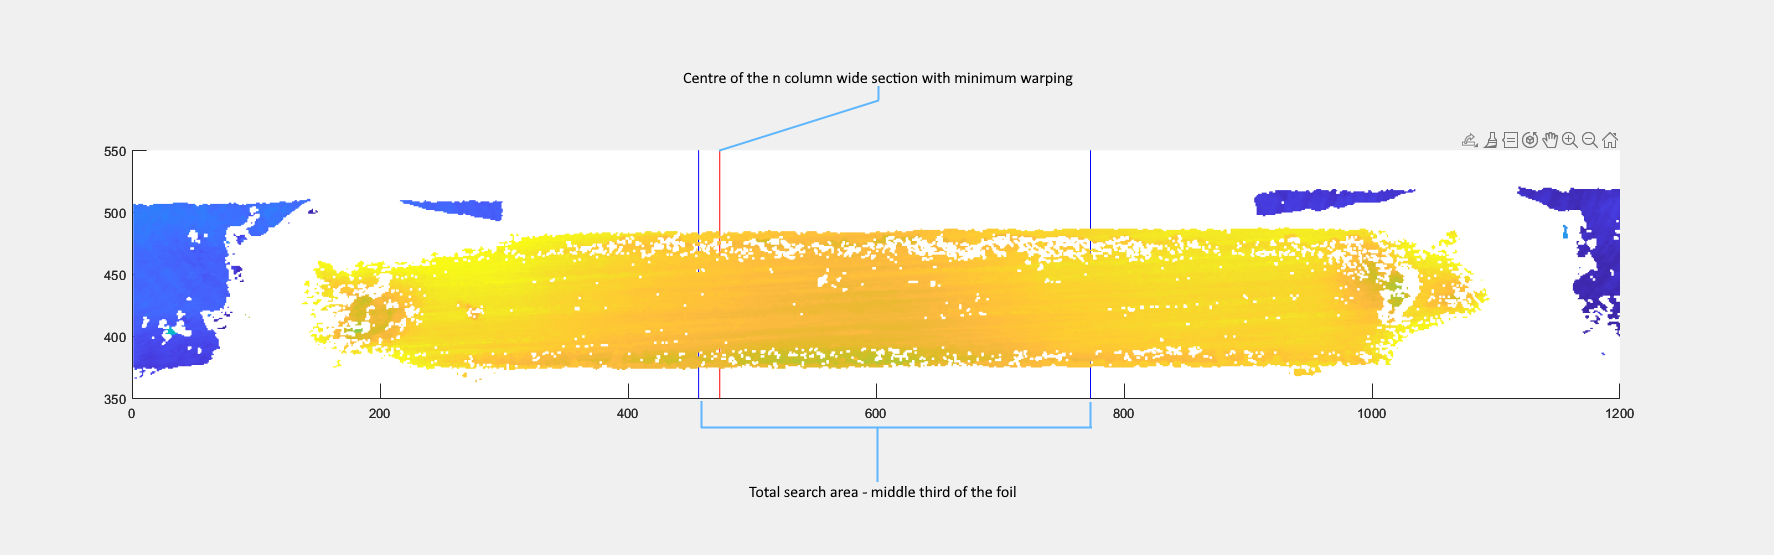 Centre of the n column wide section with minimum warping
550
500
450
400
350
0 200 400 600 800 1000 1200
Total search area - middle third of the foil